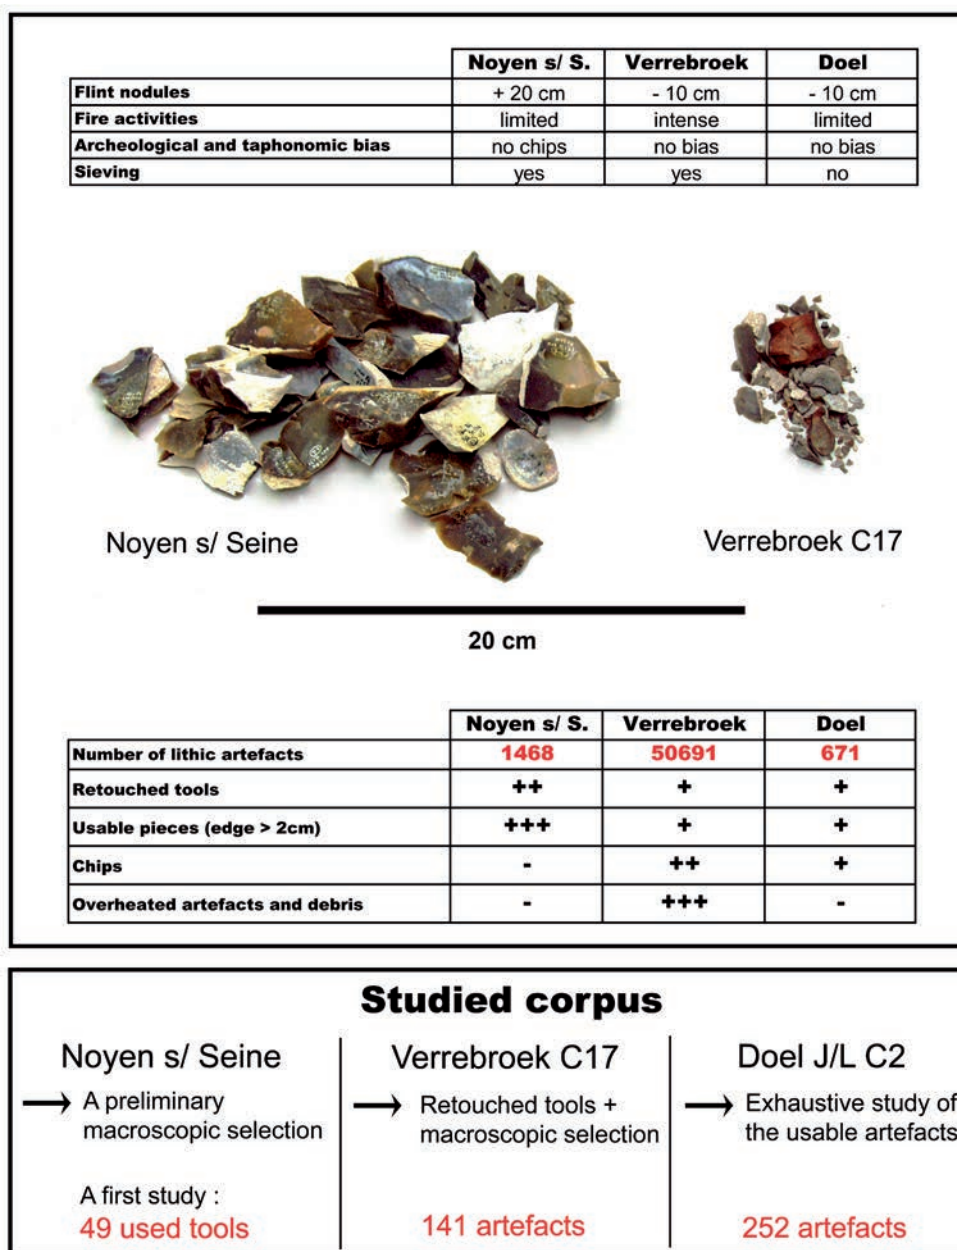 Noyen s/ S. Verrebroek Doel
Flint nodules + 20 cm - 10 cm - 10 cm
Fire activities limited intense limited
Archeological and taphonomic bias no chips no bias no bias
Sieving yes yes no
Noyen s/ Seine
Verrebroek C17
20 cm
Noyen s/ S. Verrebroek Doel
Number of lithic artefacts 1468 50691 671
Retouched tools ++ + +
Usable pieces (edge > 2cm) +++ + +
Chips - ++ +
Overheated artefacts and debris - +++ -
Studied corpus
Noyen s/ Seine
A preliminary
macroscopic selection
A first study :
49 used tools
Verrebroek C17
Retouched tools +
macroscopic selection
141 artefacts
Doel J/L C2
Exhaustive study of
the usable artefacts
252 artefacts